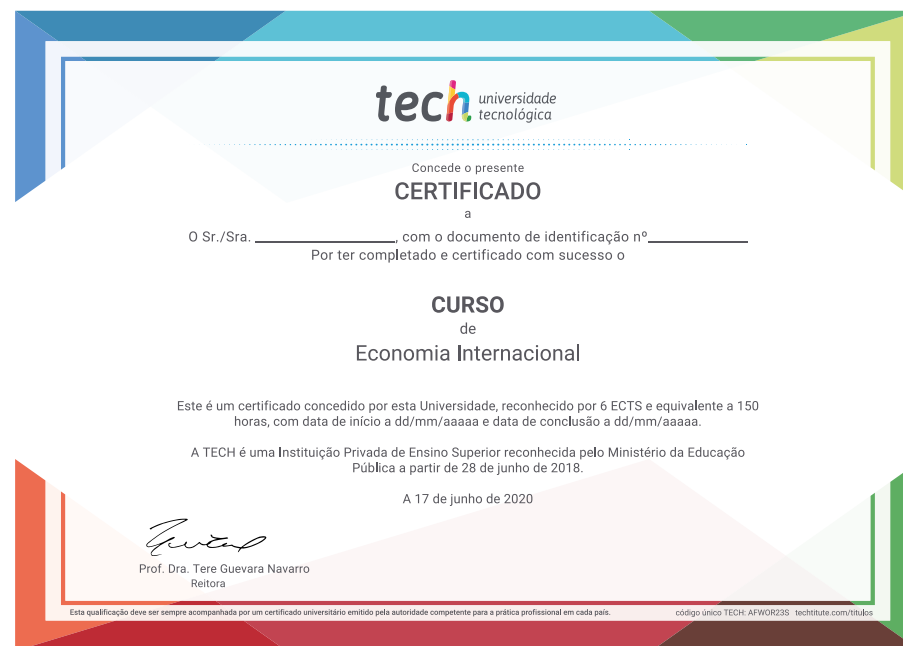 tech universidade
tecnológica
Concede o presente
CERTIFICADO
a
O Sr./Sra. ____________________, com o documento de identificação nº______________
Por ter completado e certificado com sucesso o
CURSO
de
Economia Internacional
Este é um certificado concedido por esta Universidade, reconhecido por 6 ECTS e equivalente a 150
horas, com data de início a dd/mm/aaaaa e data de conclusão a dd/mm/aaaaa.
A TECH é uma Instituição Privada de Ensino Superior reconhecida pelo Ministério da Educação
Pública a partir de 28 de junho de 2018.
A 17 de junho de 2020
Prof. Dra. Tere Guevara Navarro
Reitora
Esta qualificação deve ser sempre acompanhada por um certificado universitário emitido pela autoridade competente para a prática profissional em cada país. código único TECH: AFWOR23S techtitute.com/titulos